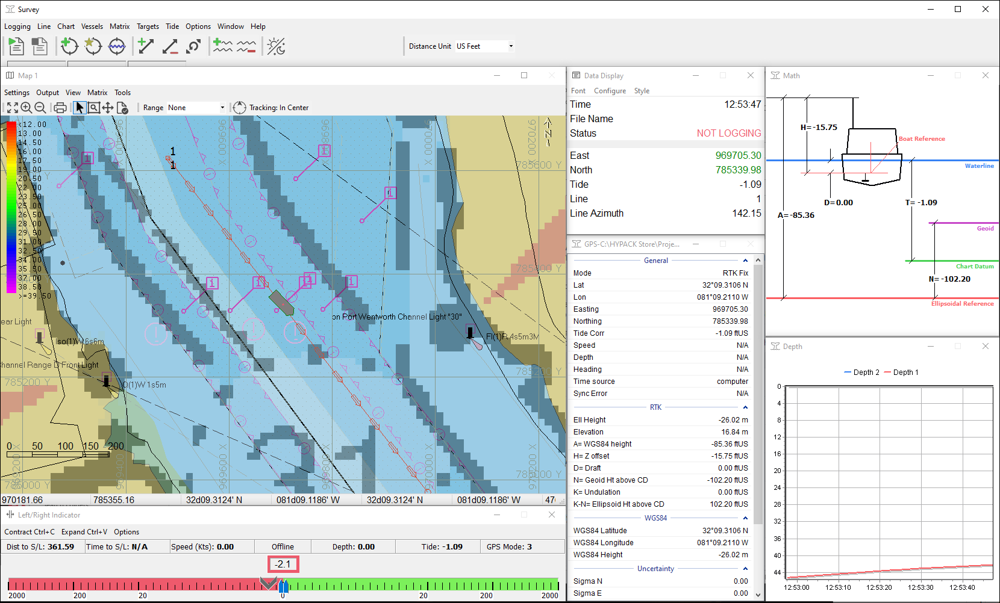 Survey
Logging Line Chart Vessels Matrix Targets Tide Options Window Help
Distance Unit US Feet
Map 1
Settings Output View Matrix Tools
Range None Tracking: In Center
<12.00
13.00
14.50
16.00
17.50
19.00
20.50
22.00
23.50
25.00
26.50
28.00
29.50
31.00
32.50
34.00
35.50
37.00
38.50
>=39.50
969400 X
969600 X
969800 X
970000 X
970200 X
N
785600 Y
785400 Y
1
1
on Port Wentworth Channel Light "30"
Fl(1)R 4s5m3M
ear Light
Iso(1)W 6s6m
hannel Range D Front Light
Q(1)W 1s5m
785200 Y
785000 Y
0 50 100 150 200
969200 X
969400 X
969600 X
969800 X
970000 X
970200 X
970181.66 785355.16 32d09.3124' N 081d09.1186' W 32d09.3124' N 081d09.1186' W 47
Left/Right Indicator
Contract Ctrl+C Expand Ctrl+V Options
Dist to S/L: 361.59 Time to S/L: N/A Speed (Kts): 0.00 Offline Depth: 0.00 Tide: -1.09 GPS Mode: 3
-2.1
2000 200 20 0 20 200 2000
Data Display
Font Configure Style
Time 12:53:47
File Name
Status NOT LOGGING
East 969705.30
North 785339.98
Tide -1.09
Line 1
Line Azimuth 142.15
GPS-C:\HYPACK Store\Proje...
General
Mode RTK Fix
Lat 32°09.3106 N
Lon 081°09.2110 W
Easting 969705.30
Northing 785339.98
Tide Corr -1.09 ftUS
Speed N/A
Depth N/A
Heading N/A
Time source computer
Sync Error N/A
RTK
Ell Height -26.02 m
Elevation 16.84 m
A= WGS84 height -85.36 ftUS
H= Z offset -15.75 ftUS
D= Draft 0.00 ftUS
N= Geoid Ht above CD -102.20 ftUS
K= Undulation 0.00 ftUS
K-N= Ellipsoid Ht above CD 102.20 ftUS
WGS84
WGS84 Latitude 32°09.3106 N
WGS84 Longitude 081°09.2110 W
WGS84 Height -26.02 m
Uncertainty
Sigma N 0.00
Sigma E 0.00
Math
H= -15.75
Boat Reference
Waterline
D= 0.00
T= -1.09
A= -85.36
Geoid
Chart Datum
N= -102.20
Ellipsoidal Reference
Depth
Depth 2 Depth 1
0
4
8
12
16
20
24
28
32
36
40
44
12:53:00 12:53:10 12:53:20 12:53:30 12:53:40